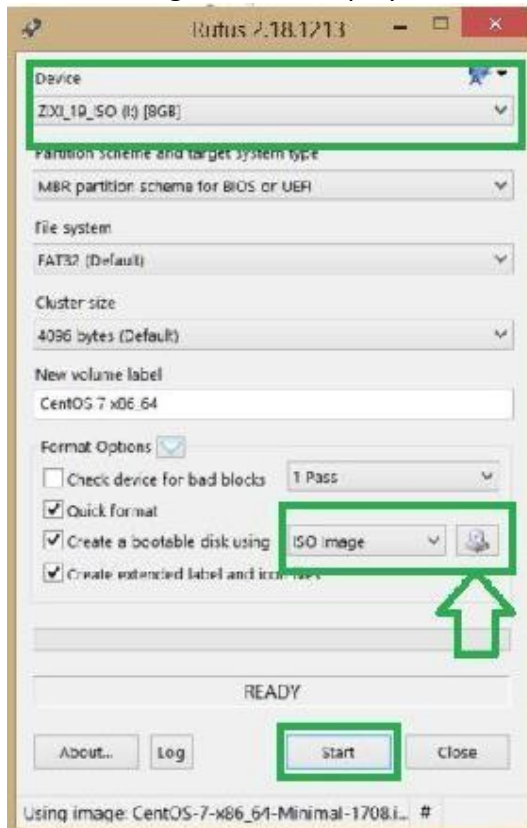 Rufus 2.18.1213
Device
ZIXI_19_ISO (I:) [8GB]
Partition scheme and target system type
MBR partition scheme for BIOS or UEFI
File system
FAT32 (Default)
Cluster size
4096 bytes (Default)
New volume label
CentOS 7 x86_64
Format Options
Check device for bad blocks 1 Pass
Quick format
Create a bootable disk using ISO Image
Create extended label and icon files
READY
About... Log Start Close
Using image: CentOS-7-x86_64-Minimal-1708.i... #